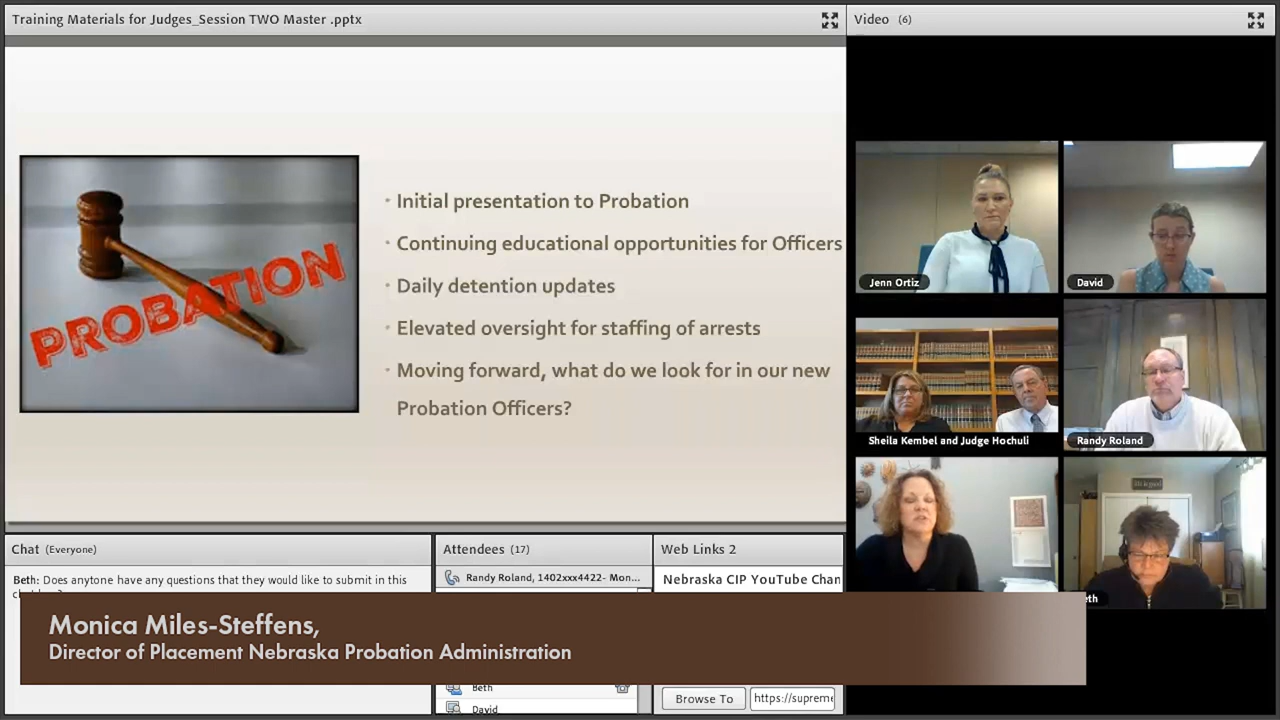 Training Materials for Judges_Session TWO Master .pptx
Video (6)
PROBATION
• Initial presentation to Probation
• Continuing educational opportunities for Officers
• Daily detention updates
• Elevated oversight for staffing of arrests
• Moving forward, what do we look for in our new
Probation Officers?
Jenn Ortiz
David
Sheila Kembel and Judge Hochuli
Randy Roland
eth
Chat (Everyone)
Beth: Does anyone have any questions that they would like to submit in this
Attendees (17)
Randy Roland, 1402xxx4422- Mon...
Beth
David
Web Links 2
Nebraska CIP YouTube Chan
Browse To
https://supreme
Monica Miles-Steffens,
Director of Placement Nebraska Probation Administration